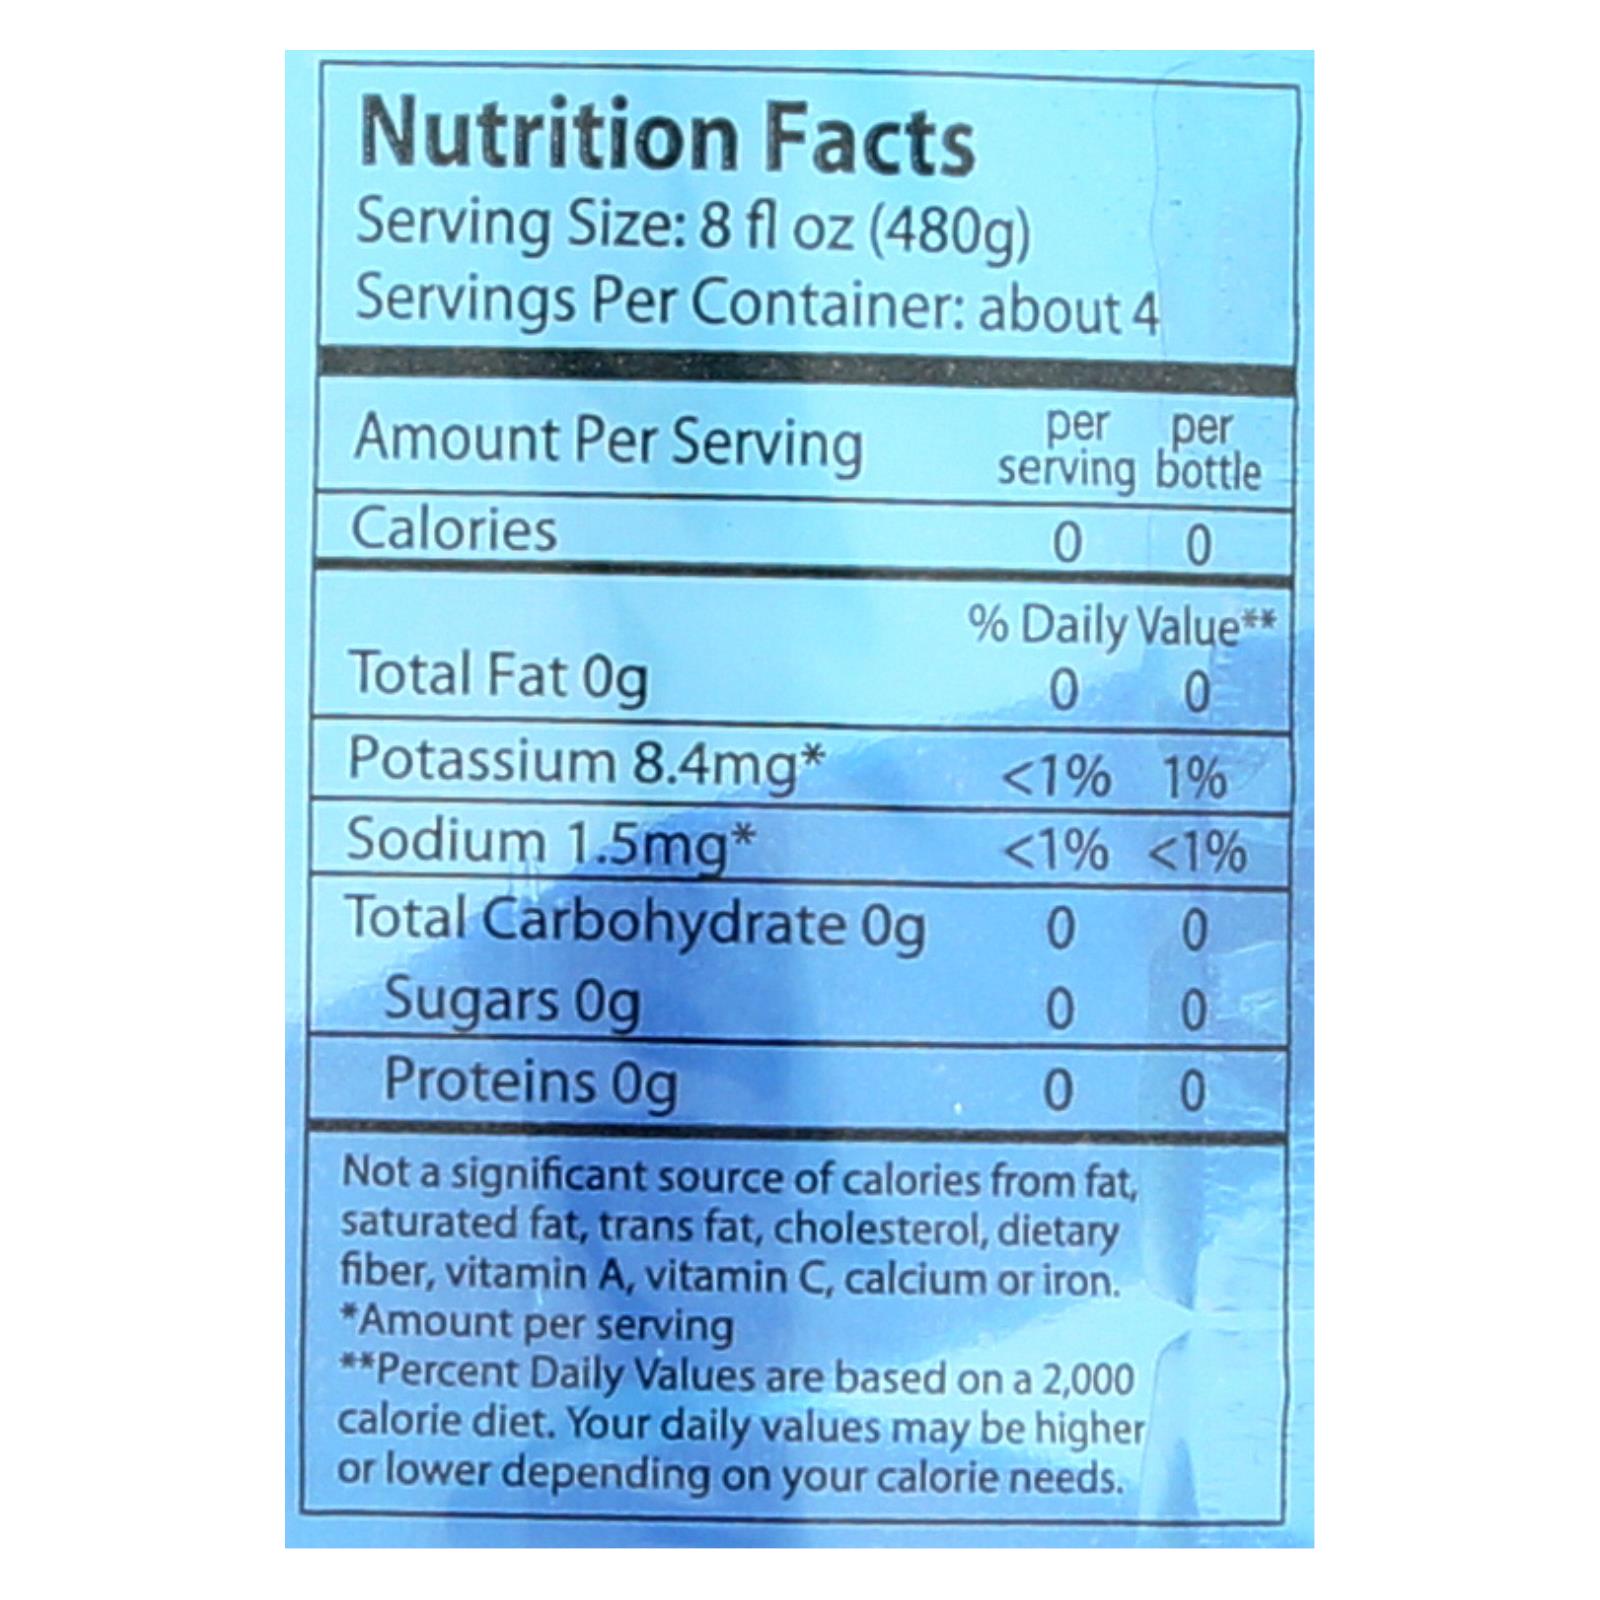 Nutrition Facts
Serving Size: 8 fl oz (480g)
Servings Per Container: about 4
Amount Per Serving per serving per bottle
Calories 0 0
% Daily Value**
Total Fat 0g 0 0
Potassium 8.4mg* <1% 1%
Sodium 1.5mg* <1% <1%
Total Carbohydrate 0g 0 0
Sugars 0g 0 0
Proteins 0g 0 0
Not a significant source of calories from fat,
saturated fat, trans fat, cholesterol, dietary
fiber, vitamin A, vitamin C, calcium or iron.
*Amount per serving
**Percent Daily Values are based on a 2,000
calorie diet. Your daily values may be higher
or lower depending on your calorie needs.